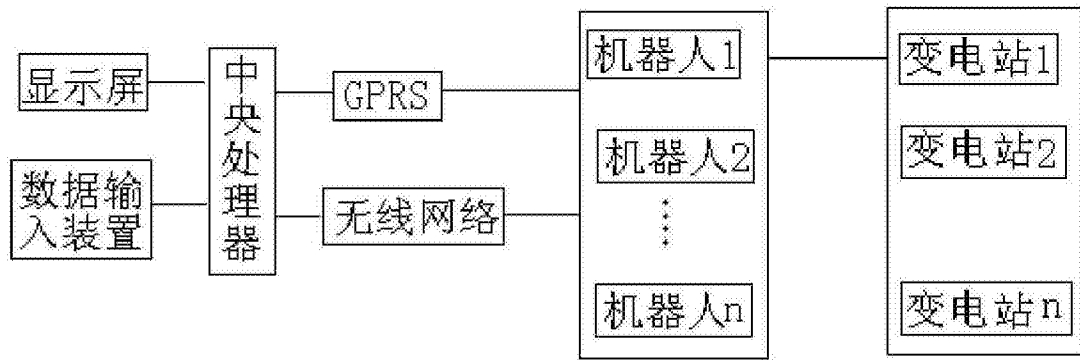 显示屏
数据输
入装置
中央处理器
GPRS
无线网络
机器人1
机器人2
机器人n
变电站1
变电站2
变电站n